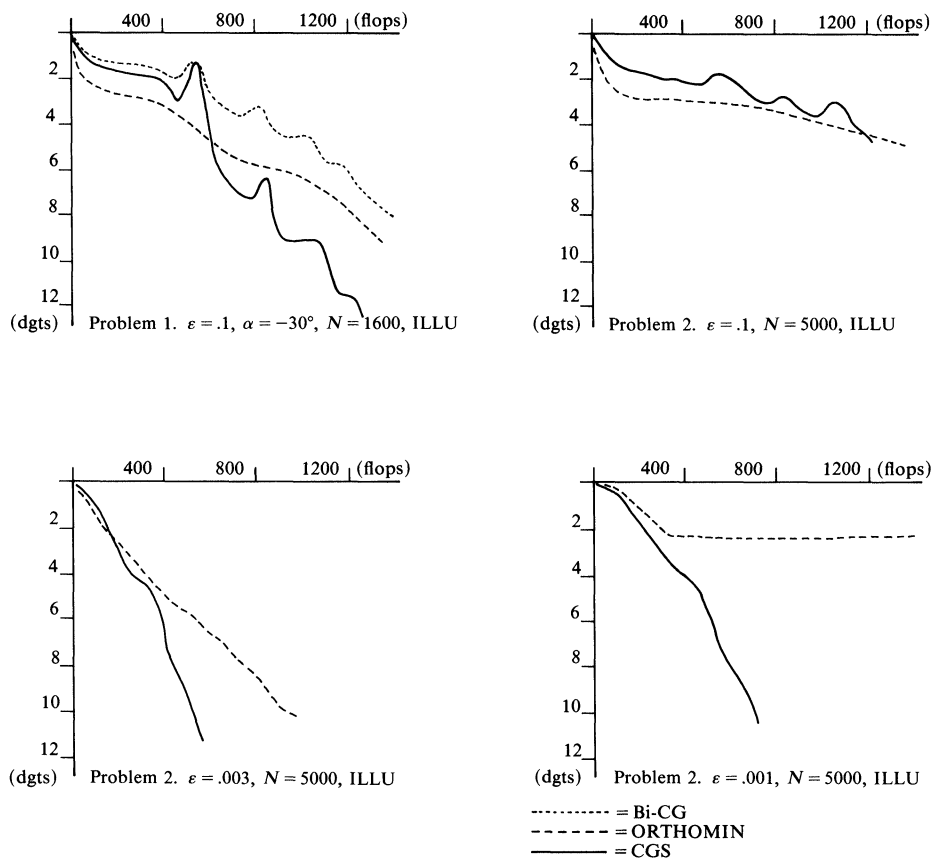 400 800 1200 (flops)
2
4
6
8
10
12
(dgts)
Problem 1. ε = .1, α = −30°, N = 1600, ILLU
400 800 1200 (flops)
2
4
6
8
10
12
(dgts)
Problem 2. ε = .1, N = 5000, ILLU
400 800 1200 (flops)
2
4
6
8
10
12
(dgts)
Problem 2. ε = .003, N = 5000, ILLU
400 800 1200 (flops)
2
4
6
8
10
12
(dgts)
Problem 2. ε = .001, N = 5000, ILLU
= Bi-CG
= ORTHOMIN
= CGS